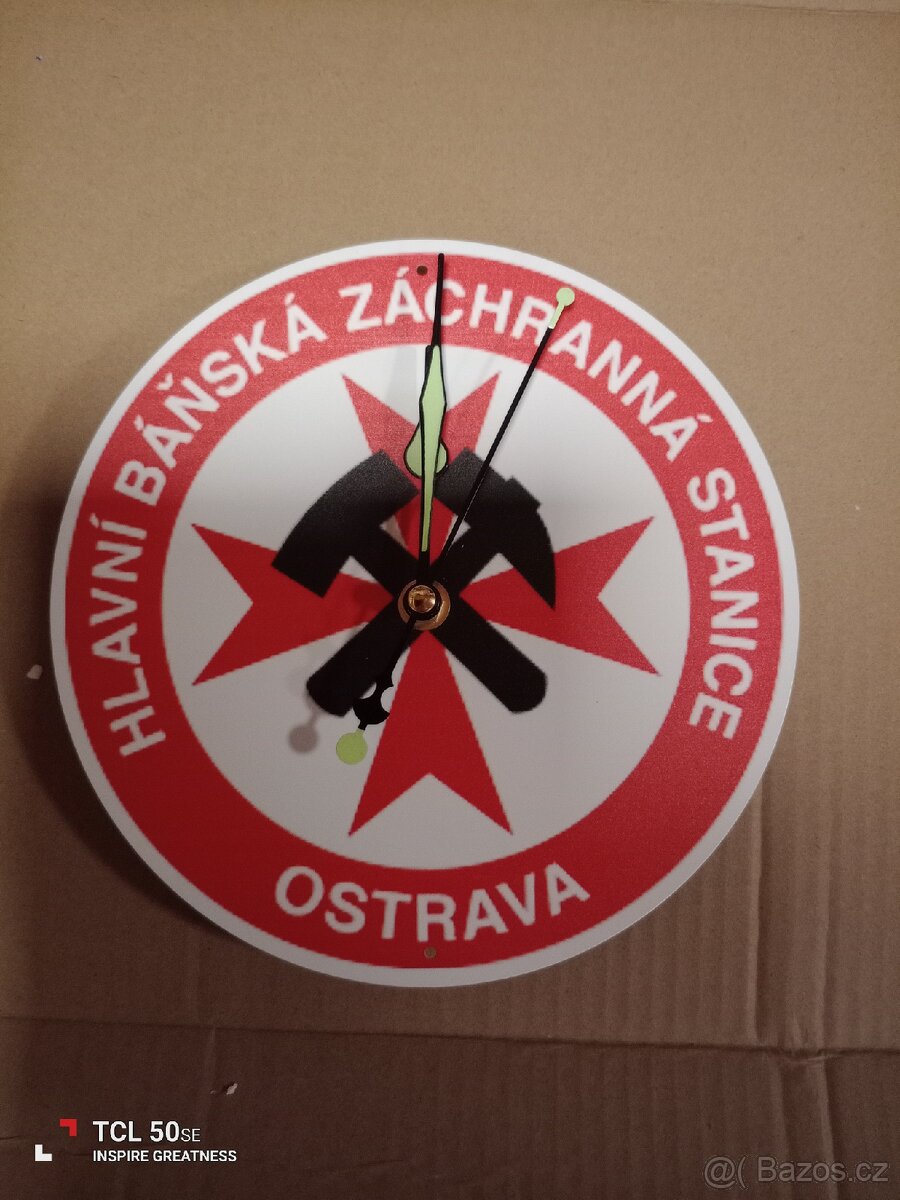 HLAVNÍ BÁŇSKÁ ZÁCHRANNÁ STANICE
OSTRAVA
TCL 50SE
INSPIRE GREATNESS
@( Bazos.cz